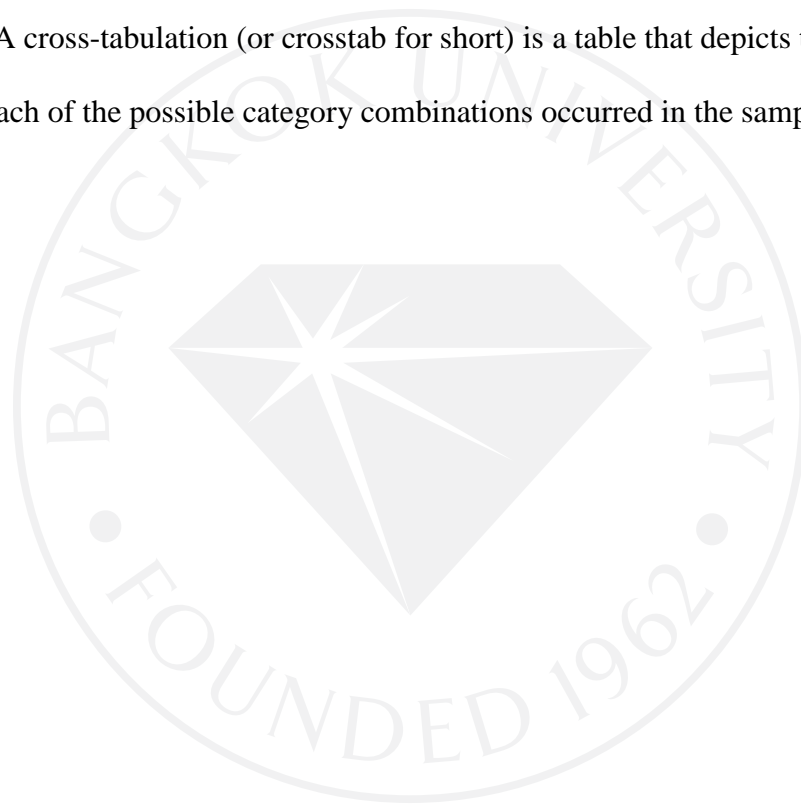 A cross-tabulation (or crosstab for short) is a table that depicts
ach of the possible category combinations occurred in the samp
BANGKOK UNIVERSITY
• FOUNDED 1962 •